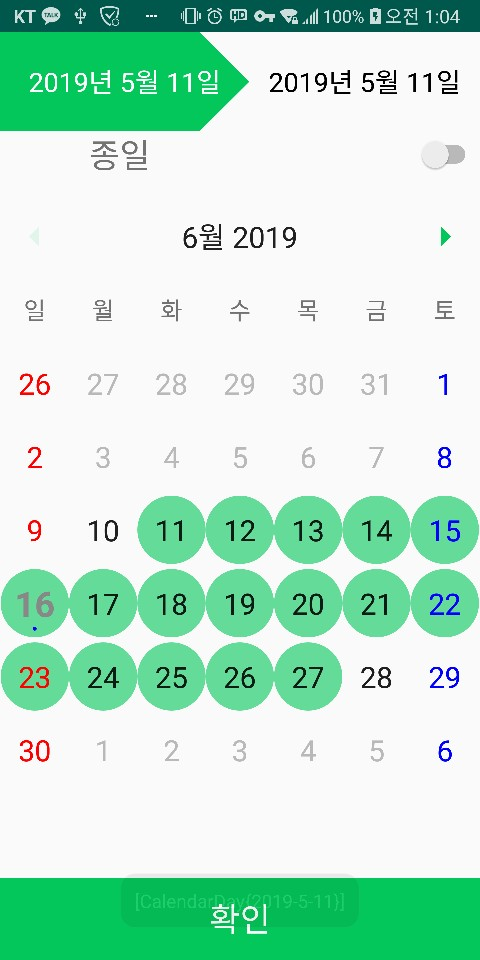 KT TALK ··· HD 100% 오전 1:04
2019년 5월 11일 2019년 5월 11일
종일
6월 2019
일 월 화 수 목 금 토
26 27 28 29 30 31 1
2 3 4 5 6 7 8
9 10 11 12 13 14 15
16 17 18 19 20 21 22
23 24 25 26 27 28 29
30 1 2 3 4 5 6
[CalendarDay{2019-5-11}]
확인